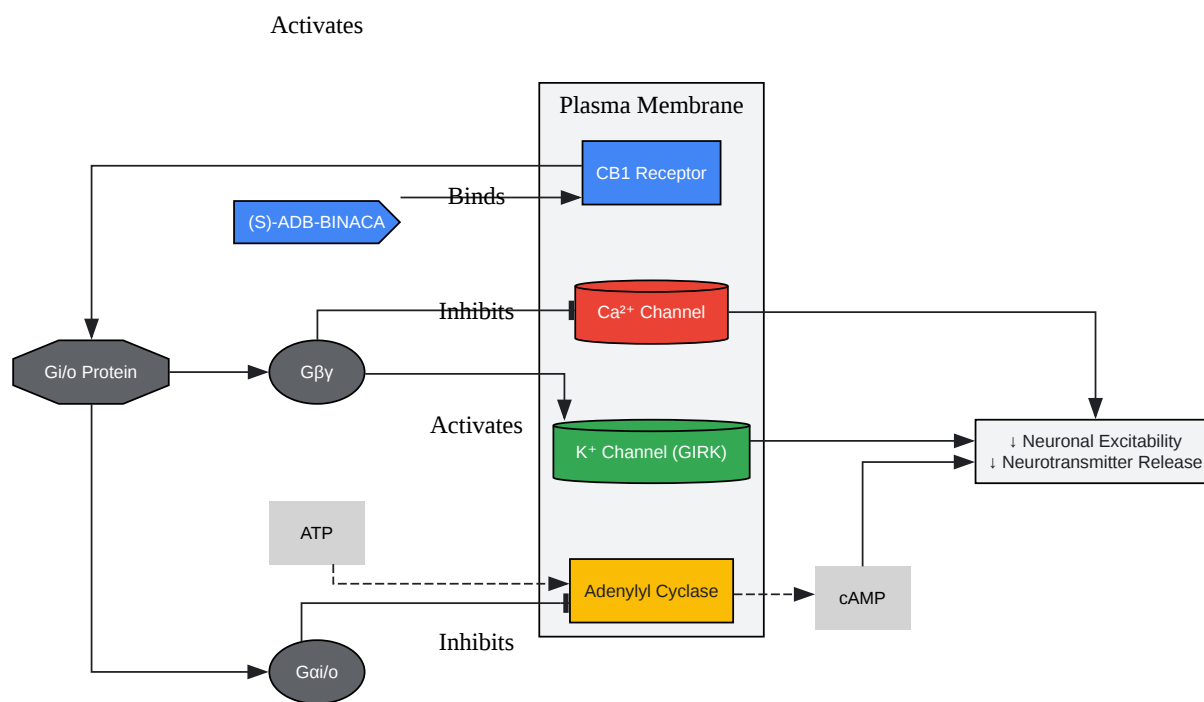 Activates
Plasma Membrane
CB1 Receptor
Binds
(S)-ADB-BINACA
Inhibits
Ca²⁺ Channel
Gi/o Protein
Gβγ
Activates
K⁺ Channel (GIRK)
↓ Neuronal Excitability
↓ Neurotransmitter Release
ATP
Adenylyl Cyclase
cAMP
Inhibits
Gαi/o